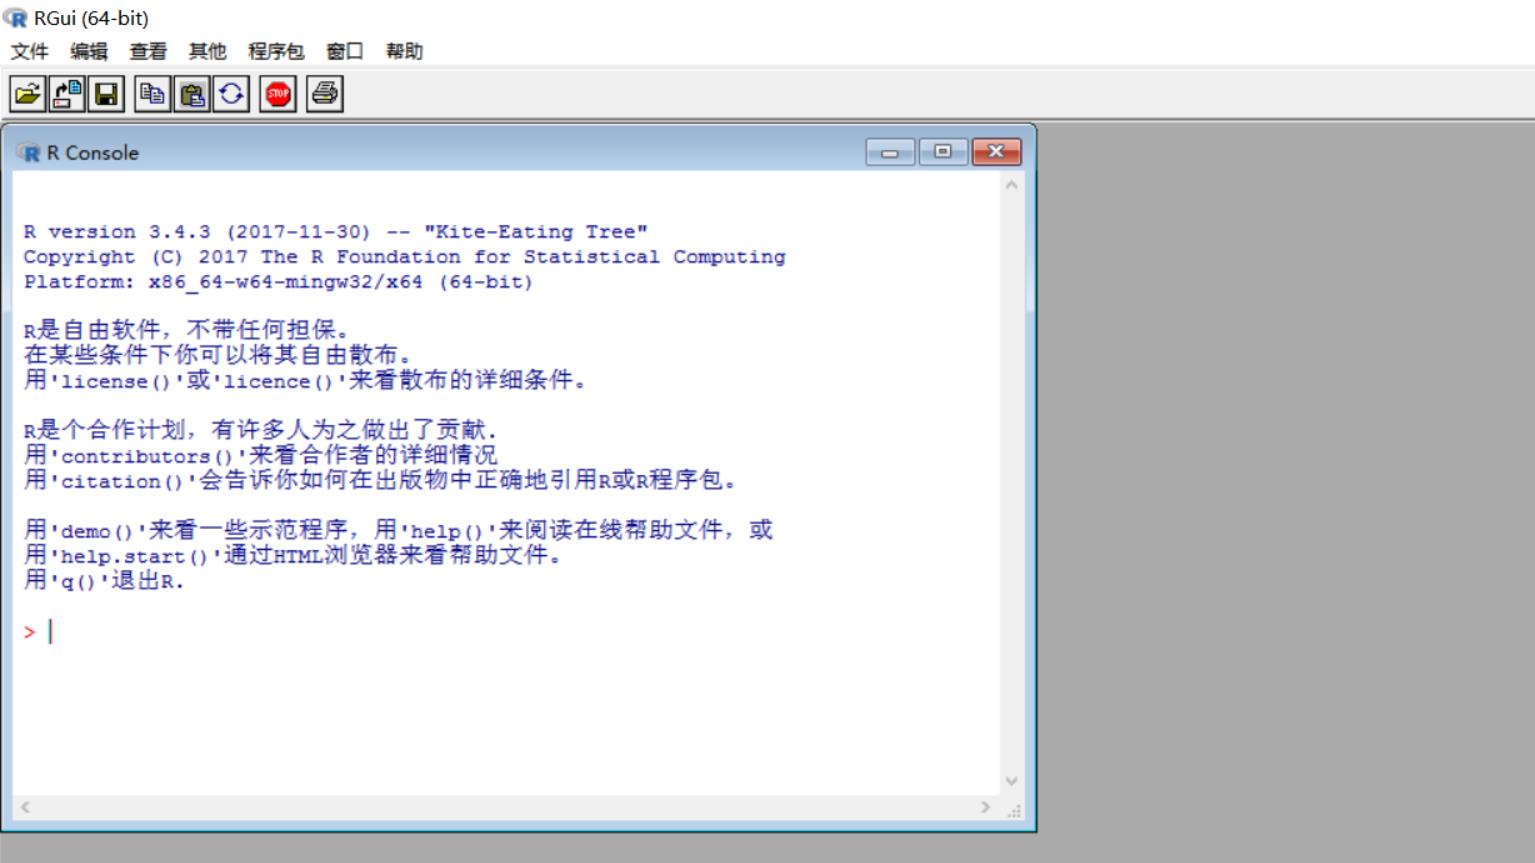 RGui (64-bit)
文件 编辑 查看 其他 程序包 窗口 帮助
STOP
R Console
R version 3.4.3 (2017-11-30) -- "Kite-Eating Tree"
Copyright (C) 2017 The R Foundation for Statistical Computing
Platform: x86_64-w64-mingw32/x64 (64-bit)
R是自由软件，不带任何担保。
在某些条件下你可以将其自由散布。
用'license()'或'licence()'来看散布的详细条件。
R是个合作计划，有许多人为之做出了贡献.
用'contributors()'来看合作者的详细情况
用'citation()'会告诉你如何在出版物中正确地引用R或R程序包。
用'demo()'来看一些示范程序，用'help()'来阅读在线帮助文件，或
用'help.start()'通过HTML浏览器来看帮助文件。
用'q()'退出R.
>